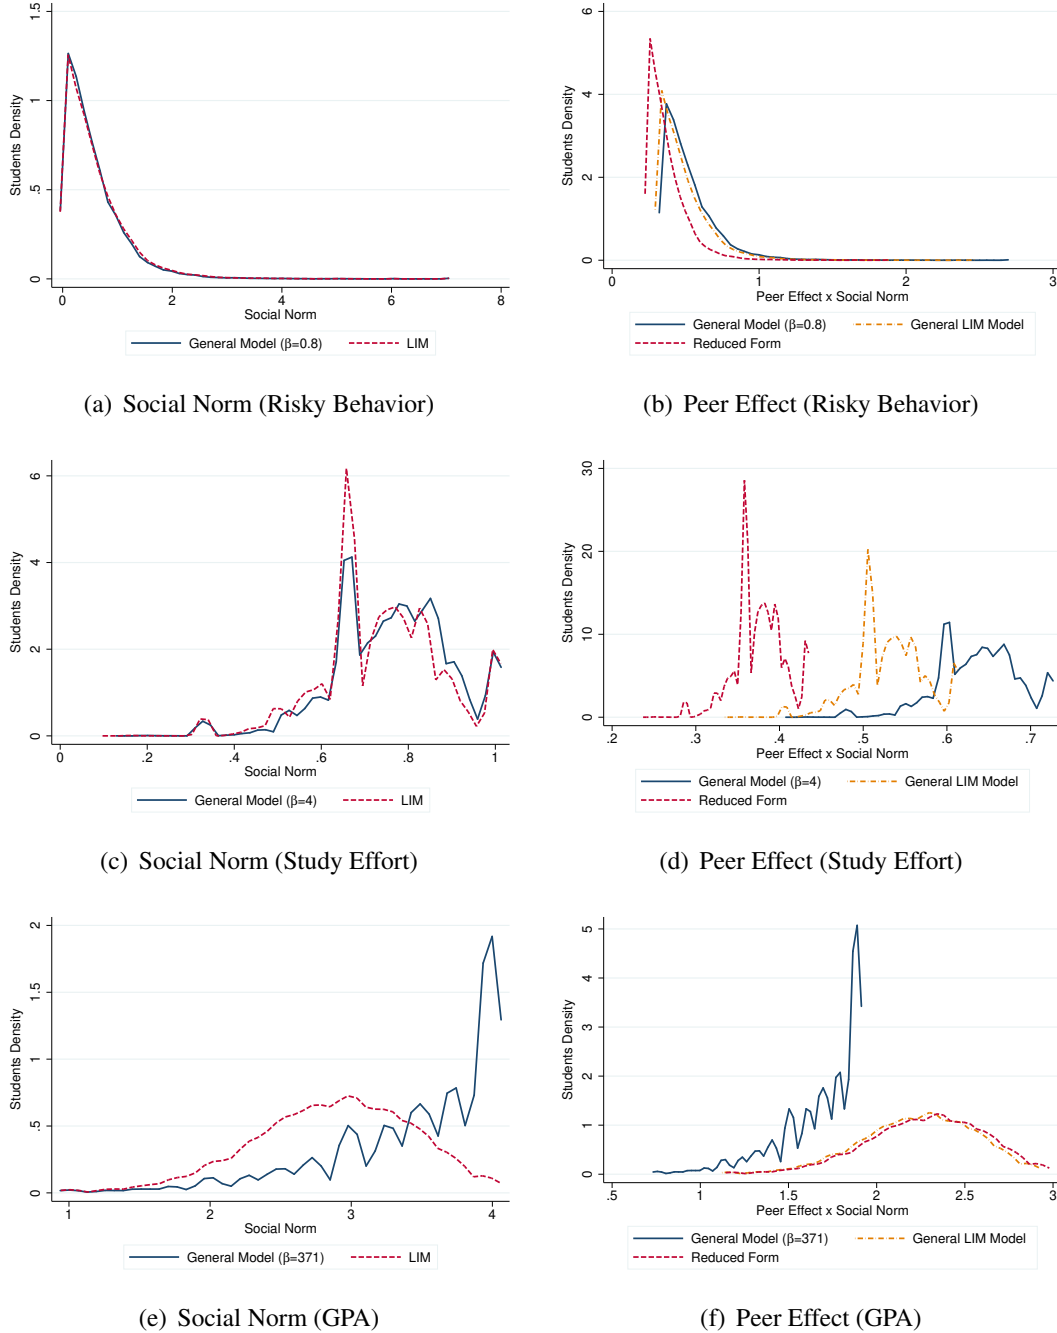 1.5
1
.5
0
Students Density
0 2 4 6 8
Social Norm
General Model (β=0.8) LIM
(a) Social Norm (Risky Behavior)
6
4
2
0
Students Density
0 1 2 3
Peer Effect x Social Norm
General Model (β=0.8) General LIM Model
Reduced Form
(b) Peer Effect (Risky Behavior)
6
4
2
0
Students Density
0 .2 .4 .6 .8 1
Social Norm
General Model (β=4) LIM
(c) Social Norm (Study Effort)
30
20
10
0
Students Density
.2 .3 .4 .5 .6 .7
Peer Effect x Social Norm
General Model (β=4) General LIM Model
Reduced Form
(d) Peer Effect (Study Effort)
2
1.5
1
.5
0
Students Density
1 2 3 4
Social Norm
General Model (β=371) LIM
(e) Social Norm (GPA)
5
4
3
2
1
0
Students Density
.5 1 1.5 2 2.5 3
Peer Effect x Social Norm
General Model (β=371) General LIM Model
Reduced Form
(f) Peer Effect (GPA)